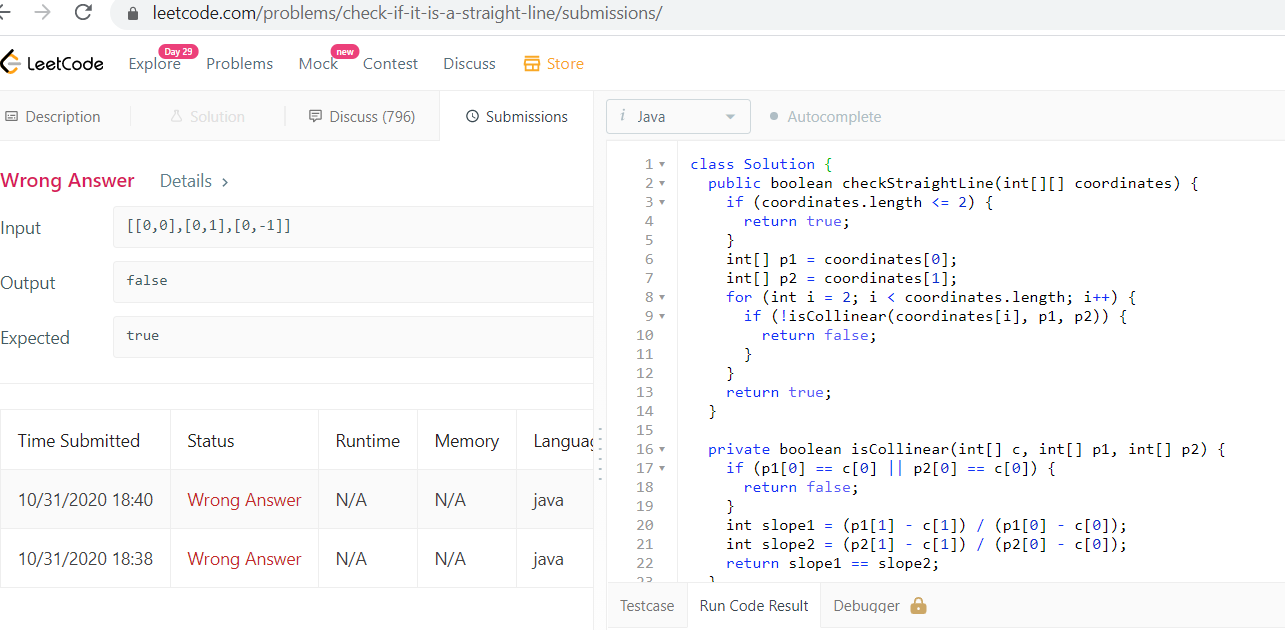 leetcode.com/problems/check-if-it-is-a-straight-line/submissions/
LeetCode Explore Day 29 Problems Mock new Contest Discuss Store
Description Solution Discuss (796) Submissions
Wrong Answer Details >
Input [[0,0],[0,1],[0,-1]]
Output false
Expected true
Time Submitted Status Runtime Memory
10/31/2020 18:40 Wrong Answer N/A N/A java
10/31/2020 18:38 Wrong Answer N/A N/A java
i Java Autocomplete
1 class Solution {
2 public boolean checkStraightLine(int[][] coordinates) {
3 if (coordinates.length <= 2) {
4 return true;
5 }
6 int[] p1 = coordinates[0];
7 int[] p2 = coordinates[1];
8 for (int i = 2; i < coordinates.length; i++) {
9 if (!isCollinear(coordinates[i], p1, p2)) {
10 return false;
11 }
12 }
13 return true;
14 }
15
16 private boolean isCollinear(int[] c, int[] p1, int[] p2) {
17 if (p1[0] == c[0] || p2[0] == c[0]) {
18 return false;
19 }
20 int slope1 = (p1[1] - c[1]) / (p1[0] - c[0]);
21 int slope2 = (p2[1] - c[1]) / (p2[0] - c[0]);
22 return slope1 == slope2;
23 }
Testcase Run Code Result Debugger